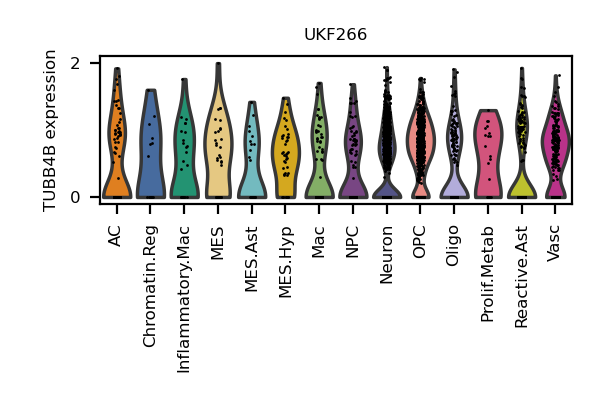 UKF266
TUBB4B expression
2
0
AC
Chromatin.Reg
Inflammatory.Mac
MES
MES.Ast
MES.Hyp
Mac
NPC
Neuron
OPC
Oligo
Prolif.Metab
Reactive.Ast
Vasc